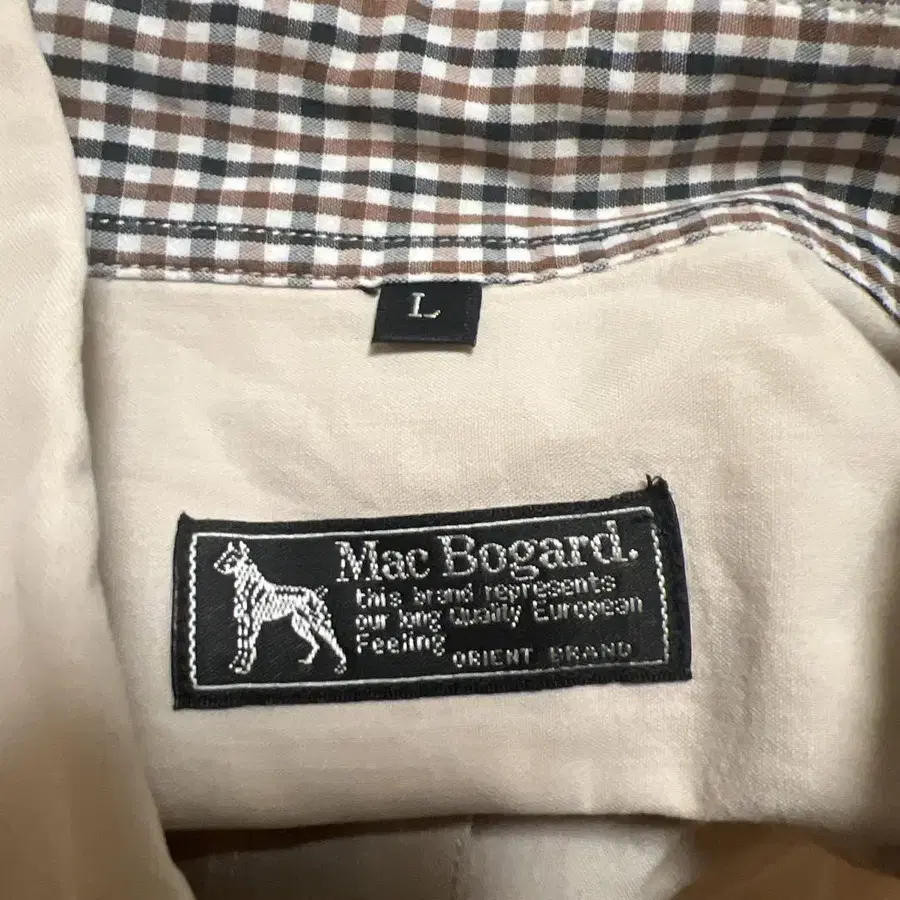 L
Mac Bogard.
this brand represents
our long Quality European
Feeling
ORIENT BRAND